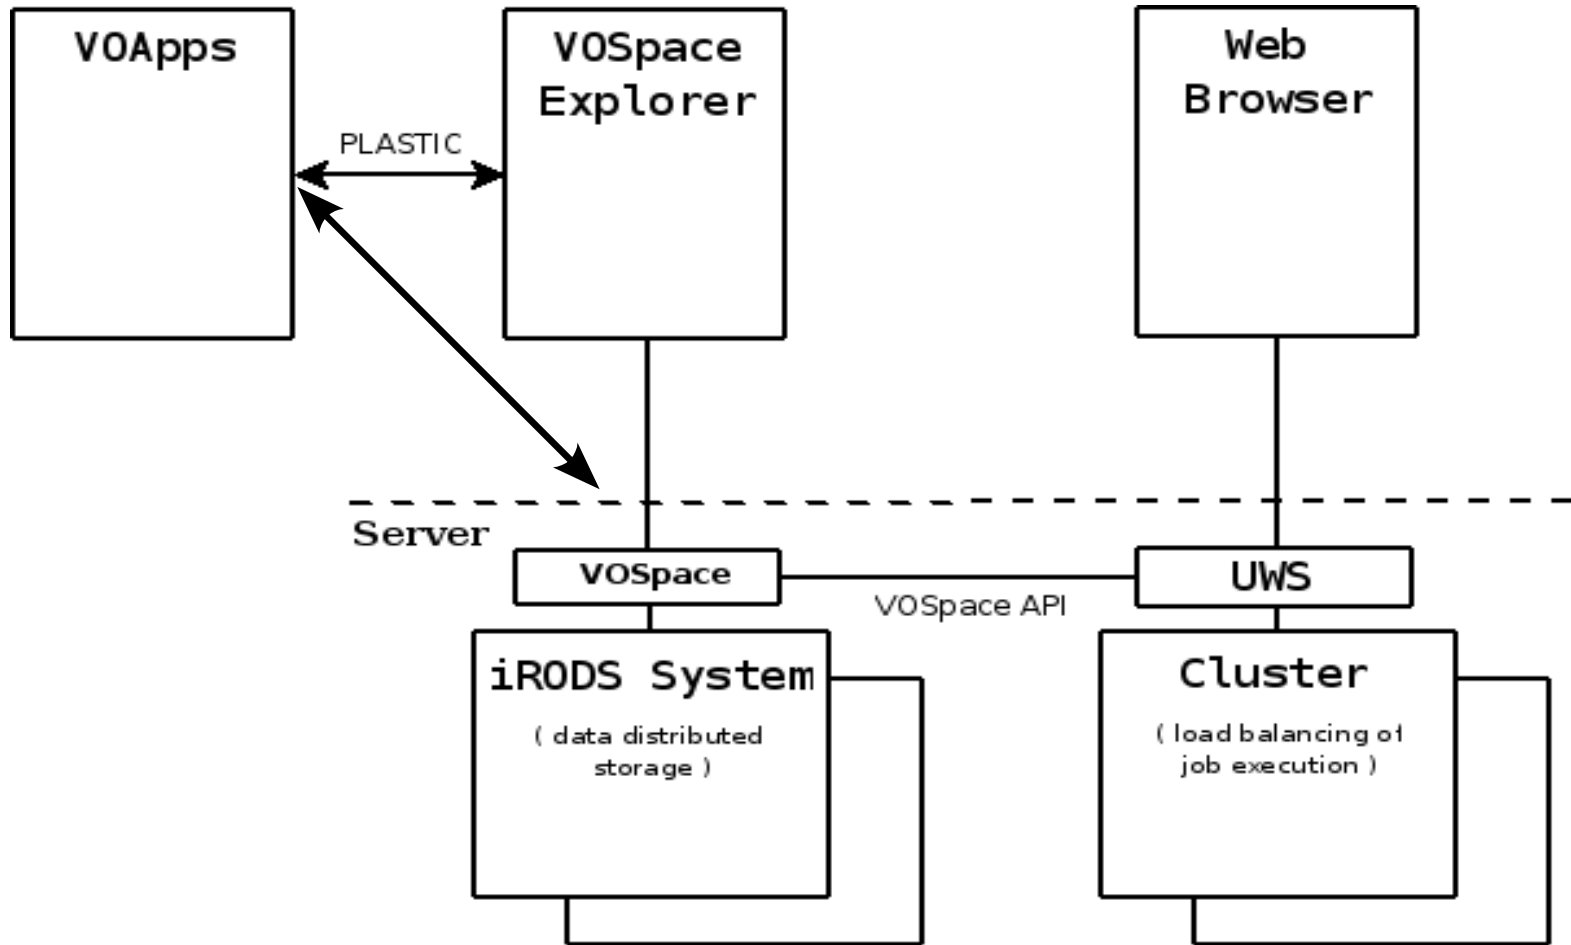 VOApps
VOSpace
Explorer
Web
Browser
PLASTIC
Server
VOSpace
UWS
VOSpace API
iRODS System
( data distributed
storage )
Cluster
( load balancing of
job execution )